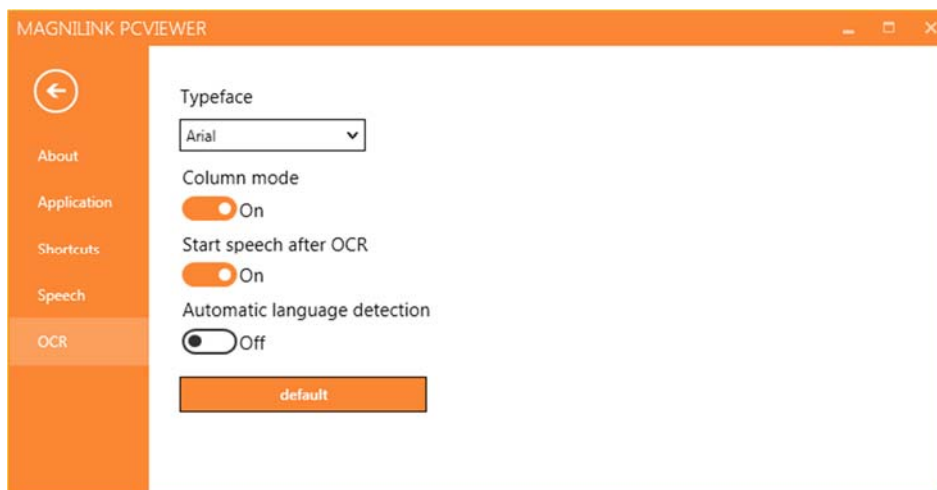 MAGNILINK PCVIEWER
About
Application
Shortcuts
Speech
OCR
Typeface
Arial
Column mode
On
Start speech after OCR
On
Automatic language detection
Off
default